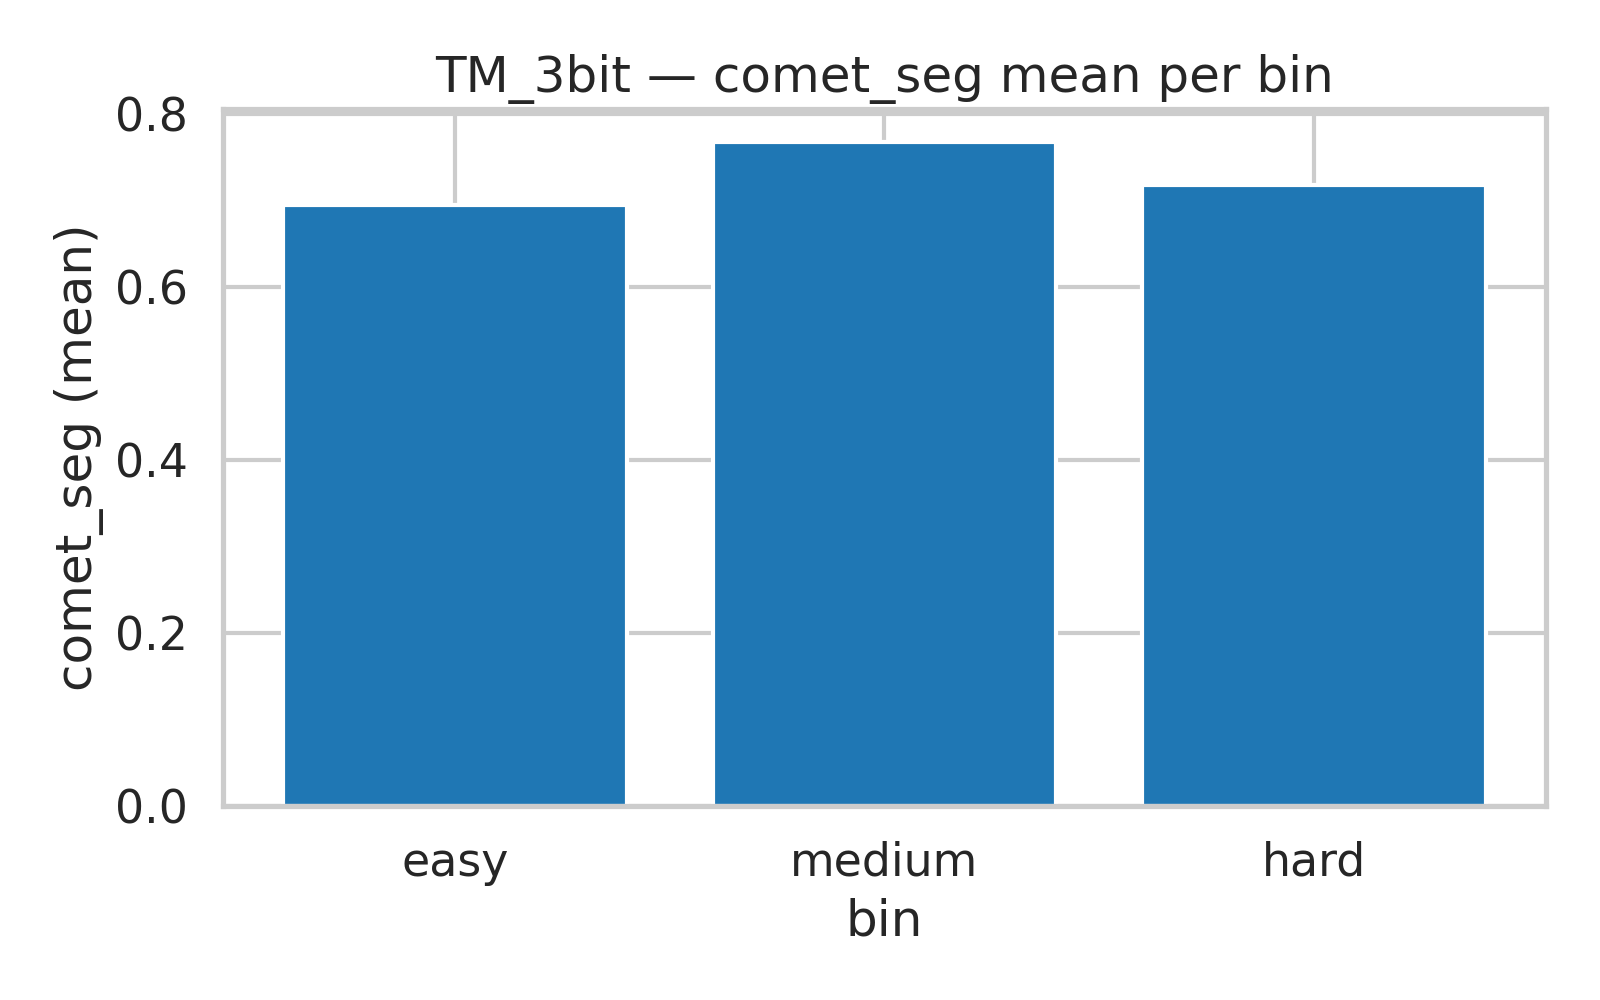 TM_3bit — comet_seg mean per bin
comet_seg (mean)
0.8
0.6
0.4
0.2
0.0
easy medium hard
bin